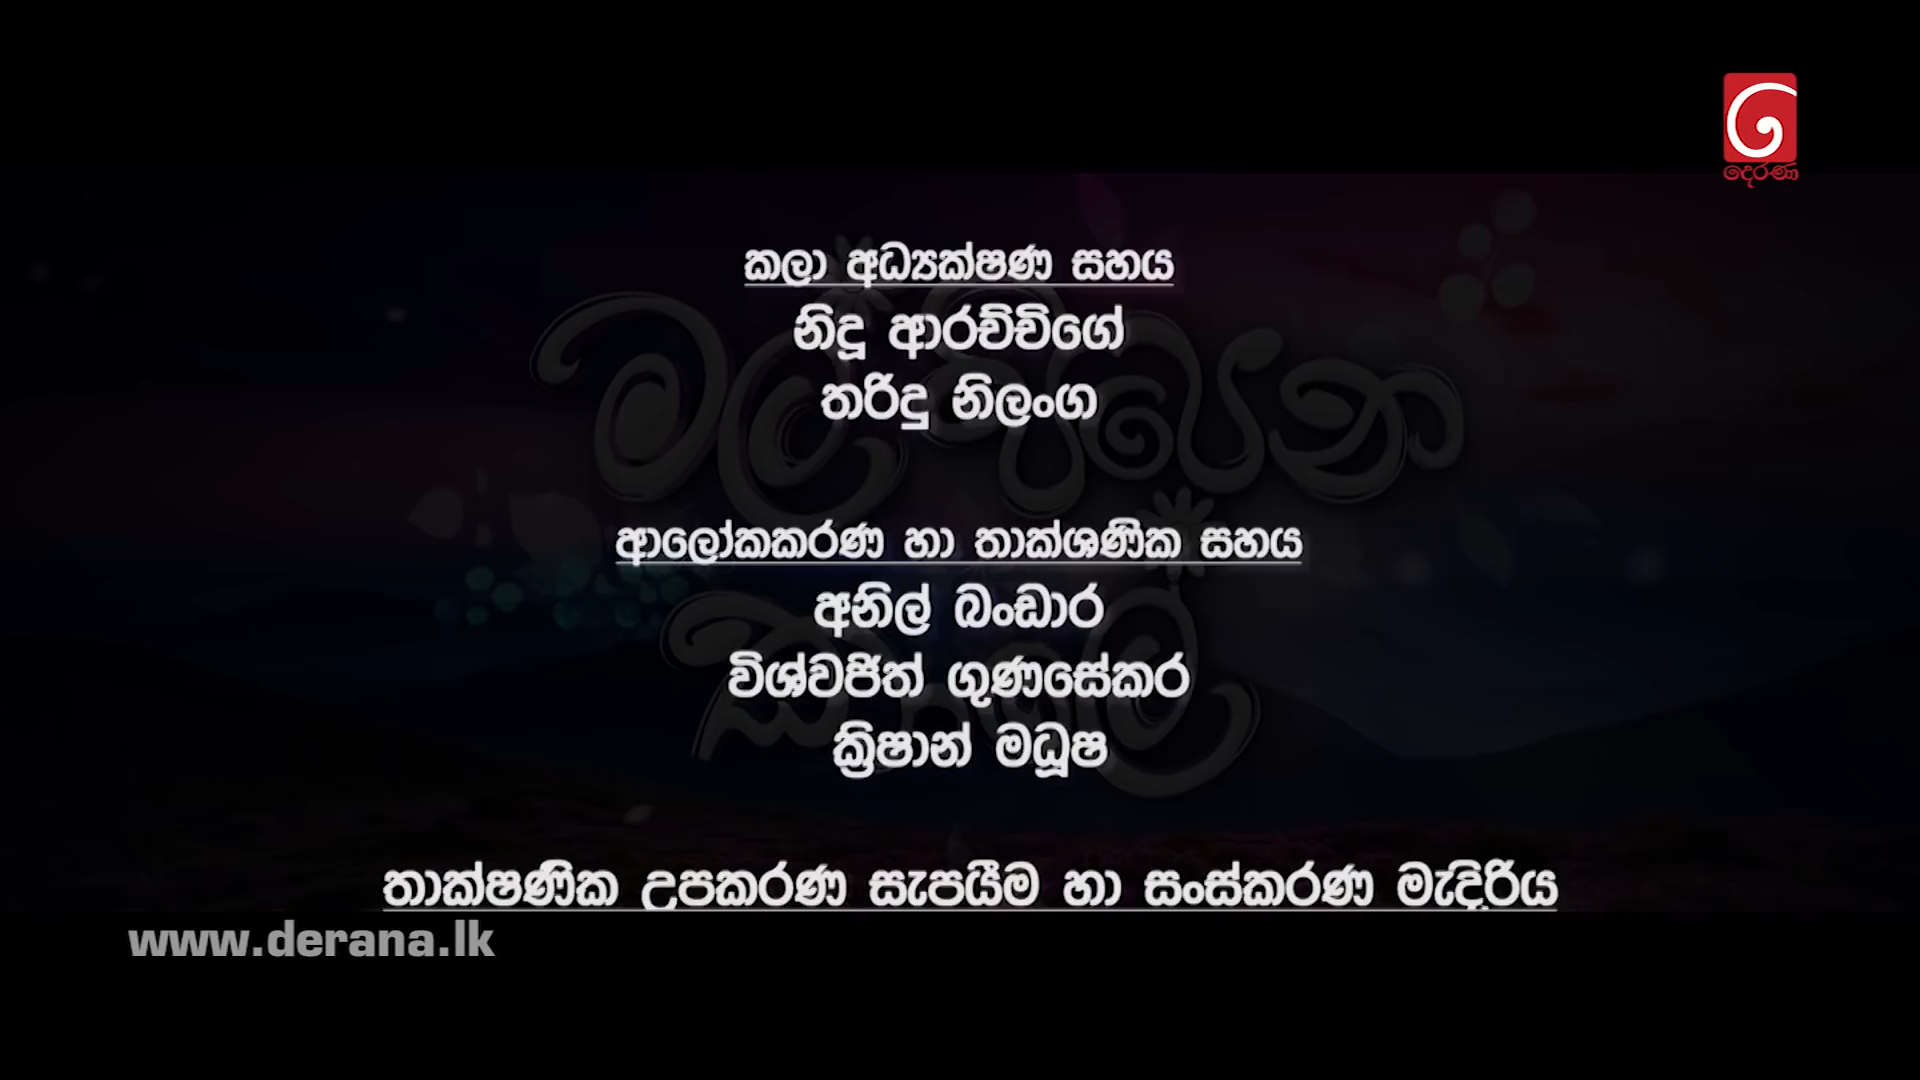 දෙරණ
කලා අධ්‍යක්ෂණ සහය
නිදූ ආරච්චිගේ
තරිඳු නිලංග
ආලෝකකරණ හා තාක්ශණික සහය
අනිල් බංඩාර
විශ්වජිත් ගුණසේකර
ක්‍රිෂාන් මධූෂ
තාක්ෂණික උපකරණ සැපයීම හා සංස්කරණ මැදිරිය
www.derana.lk